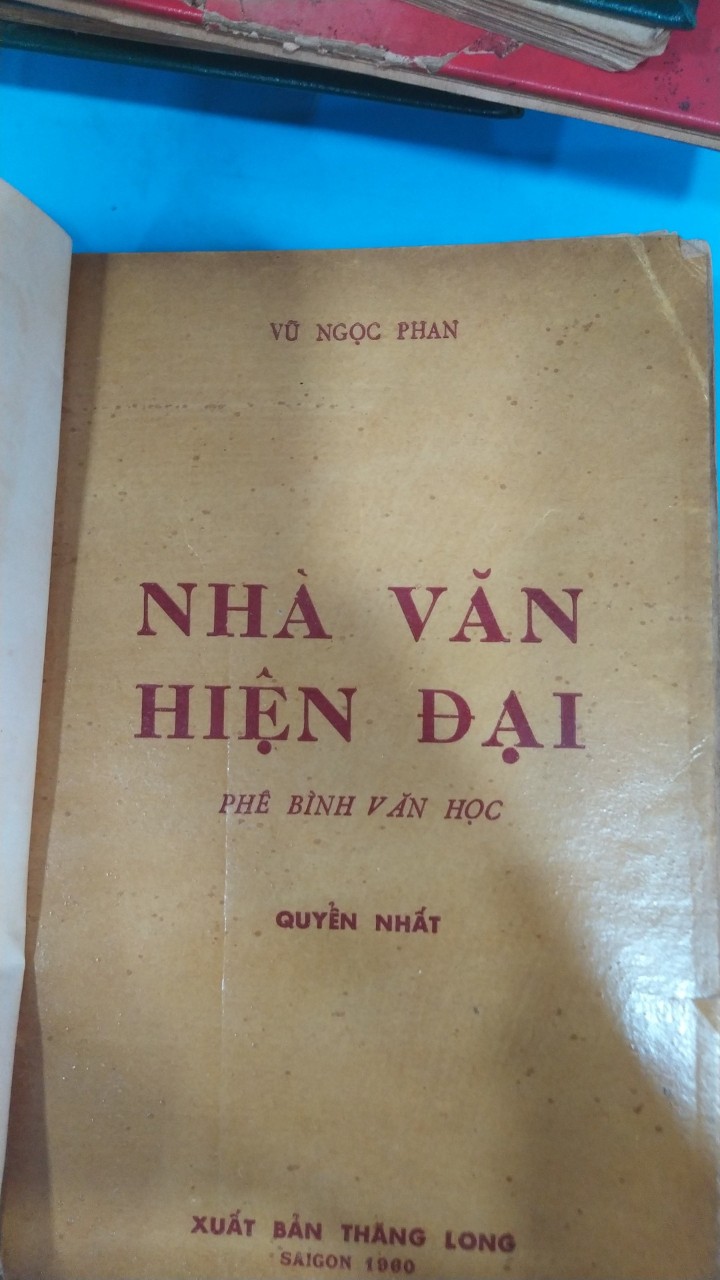 VŨ NGỌC PHAN
NHÀ VĂN
HIỆN ĐẠI
PHÊ BÌNH VĂN HỌC
QUYỂN NHẤT
XUẤT BẢN THĂNG LONG
SAIGON 1960